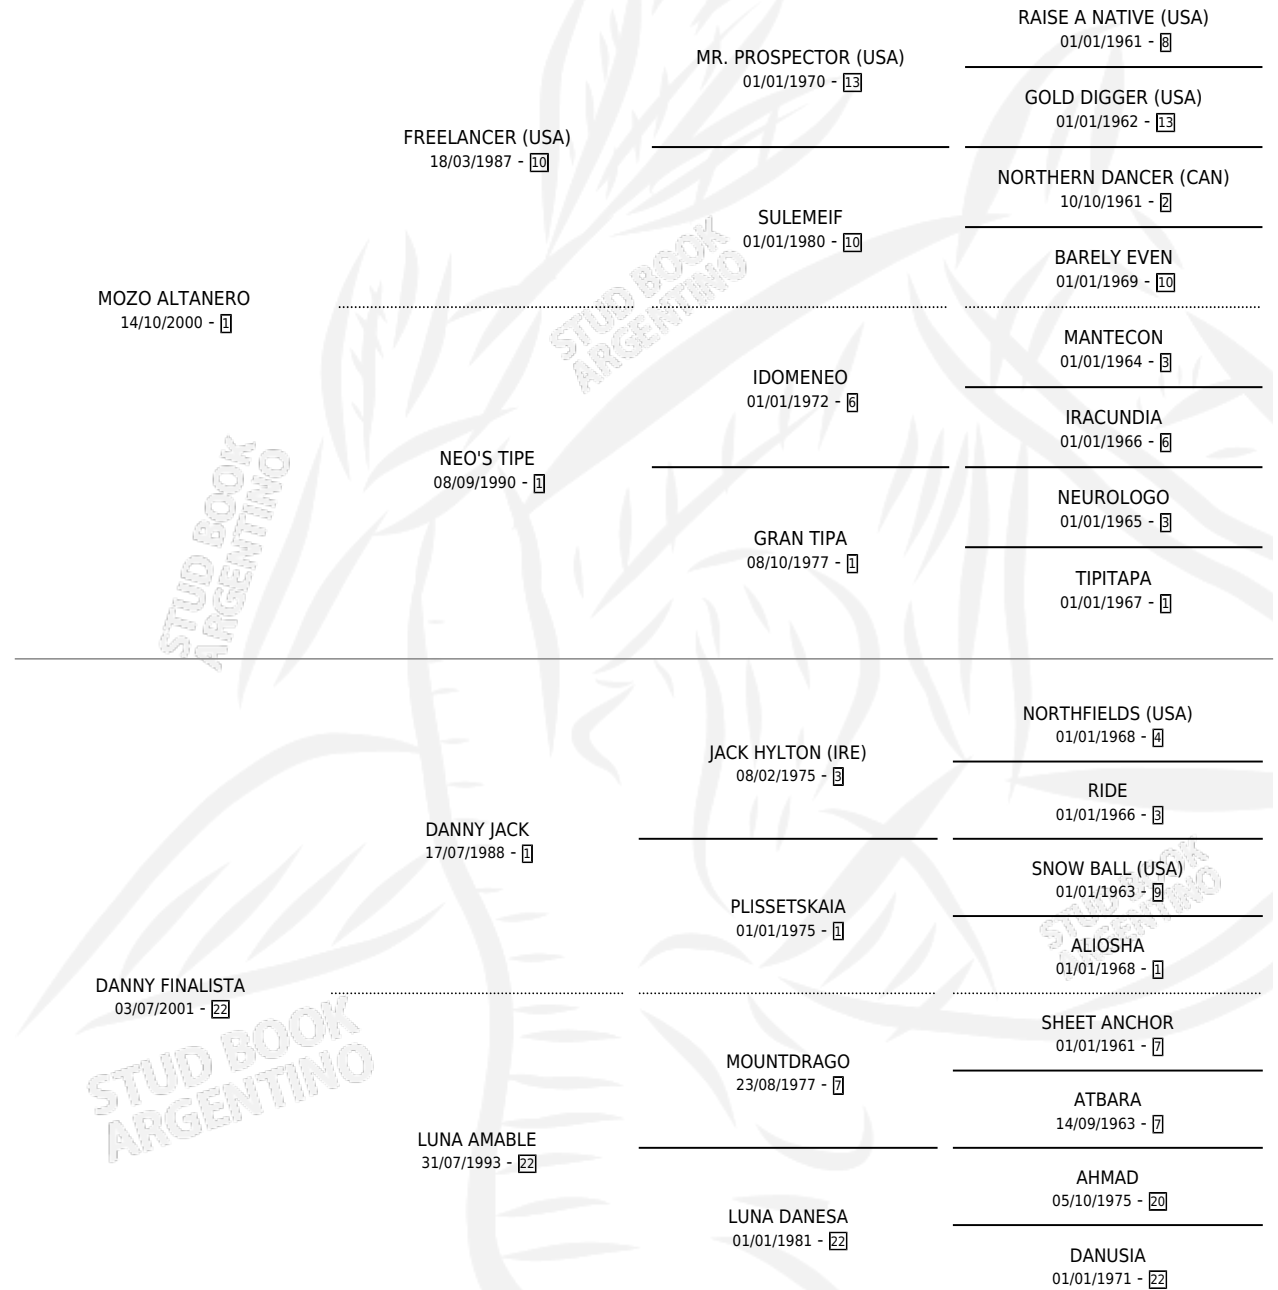 RAISE A NATIVE (USA)
01/01/1961 - 8
MR. PROSPECTOR (USA)
01/01/1970 - 13
GOLD DIGGER (USA)
01/01/1962 - 13
FREELANCER (USA)
18/03/1987 - 10
NORTHERN DANCER (CAN)
10/10/1961 - 2
SULEMEIF
01/01/1980 - 10
BARELY EVEN
01/01/1969 - 10
MOZO ALTANERO
14/10/2000 - 1
MANTECON
01/01/1964 - 3
IDOMENEO
01/01/1972 - 6
IRACUNDIA
01/01/1966 - 6
NEO'S TIPE
08/09/1990 - 1
NEUROLOGO
01/01/1965 - 3
GRAN TIPA
08/10/1977 - 1
TIPITAPA
01/01/1967 - 1
STUD BOOK
ARGENTINO
STUD BOOK
ARGENTINO
NORTHFIELDS (USA)
01/01/1968 - 4
JACK HYLTON (IRE)
08/02/1975 - 3
RIDE
01/01/1966 - 3
DANNY JACK
17/07/1988 - 1
SNOW BALL (USA)
01/01/1963 - 9
PLISSETSKAIA
01/01/1975 - 1
ALIOSHA
01/01/1968 - 1
DANNY FINALISTA
03/07/2001 - 22
SHEET ANCHOR
01/01/1961 - 7
MOUNTDRAGO
23/08/1977 - 7
ATBARA
14/09/1963 - 7
LUNA AMABLE
31/07/1993 - 22
AHMAD
05/10/1975 - 20
LUNA DANESA
01/01/1981 - 22
DANUSIA
01/01/1971 - 22
STUD BOOK
ARGENTINO
STUD BOOK
ARGENTINO